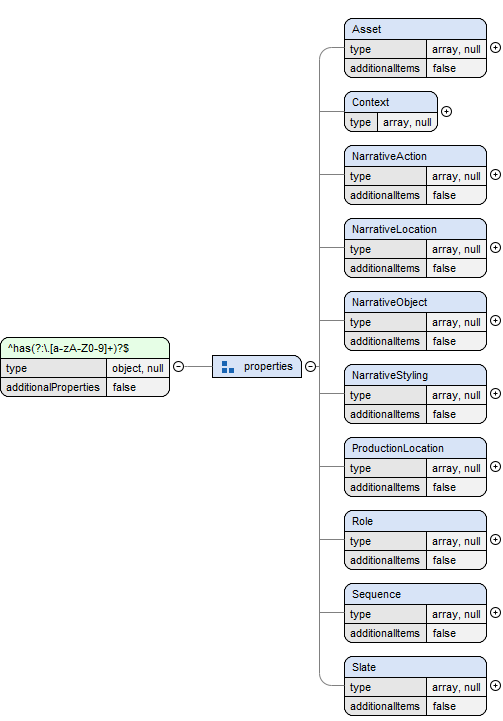 Asset
type array, null
additionalItems false
Context
type array, null
NarrativeAction
type array, null
additionalItems false
NarrativeLocation
type array, null
additionalItems false
NarrativeObject
type array, null
additionalItems false
^has(?:\.[a-zA-Z0-9]+)?$
type object, null
additionalProperties false
properties
NarrativeStyling
type array, null
additionalItems false
ProductionLocation
type array, null
additionalItems false
Role
type array, null
additionalItems false
Sequence
type array, null
additionalItems false
Slate
type array, null
additionalItems false